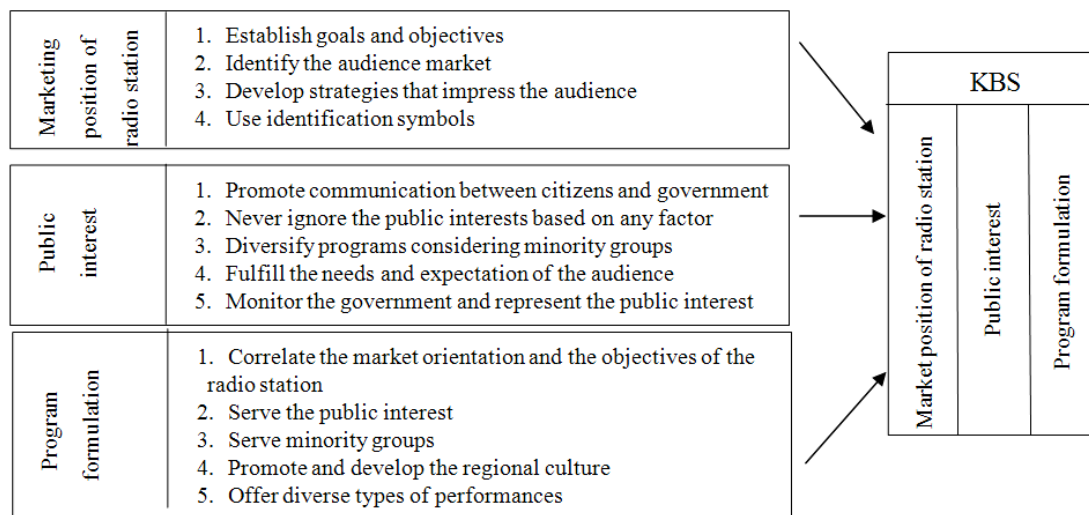 Marketing
position of
radio station
1. Establish goals and objectives
2. Identify the audience market
3. Develop strategies that impress the audience
4. Use identification symbols
Public
interest
1. Promote communication between citizens and government
2. Never ignore the public interests based on any factor
3. Diversify programs considering minority groups
4. Fulfill the needs and expectation of the audience
5. Monitor the government and represent the public interest
Program
formulation
1. Correlate the market orientation and the objectives of the
radio station
2. Serve the public interest
3. Serve minority groups
4. Promote and develop the regional culture
5. Offer diverse types of performances
KBS
Market position of radio station
Public interest
Program formulation